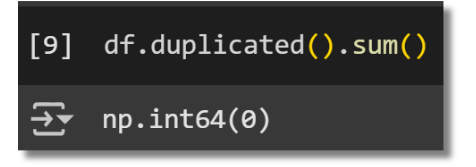 [9] df.duplicated().sum()
np.int64(0)